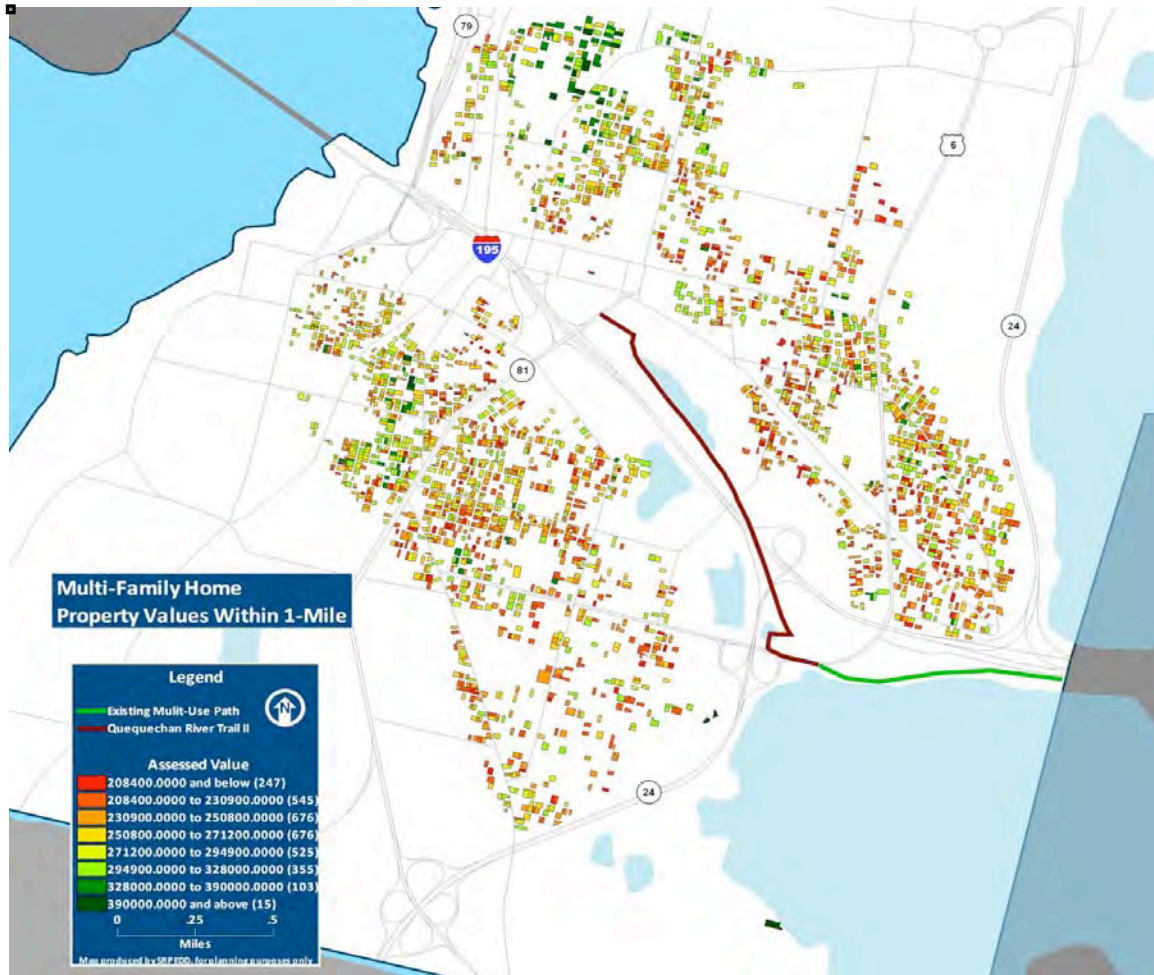 79
6
195
24
81
Multi-Family Home
Property Values Within 1-Mile
Legend
N
Existing Mulit-Use Path
Quequechan River Trail II
Assessed Value
208400.0000 and below (247)
208400.0000 to 230900.0000 (545)
230900.0000 to 250800.0000 (676)
250800.0000 to 271200.0000 (676)
271200.0000 to 294900.0000 (525)
294900.0000 to 328000.0000 (355)
328000.0000 to 390000.0000 (103)
390000.0000 and above (15)
0 .25 .5
Miles
Map produced by SRPEDD, for planning purposes only
24